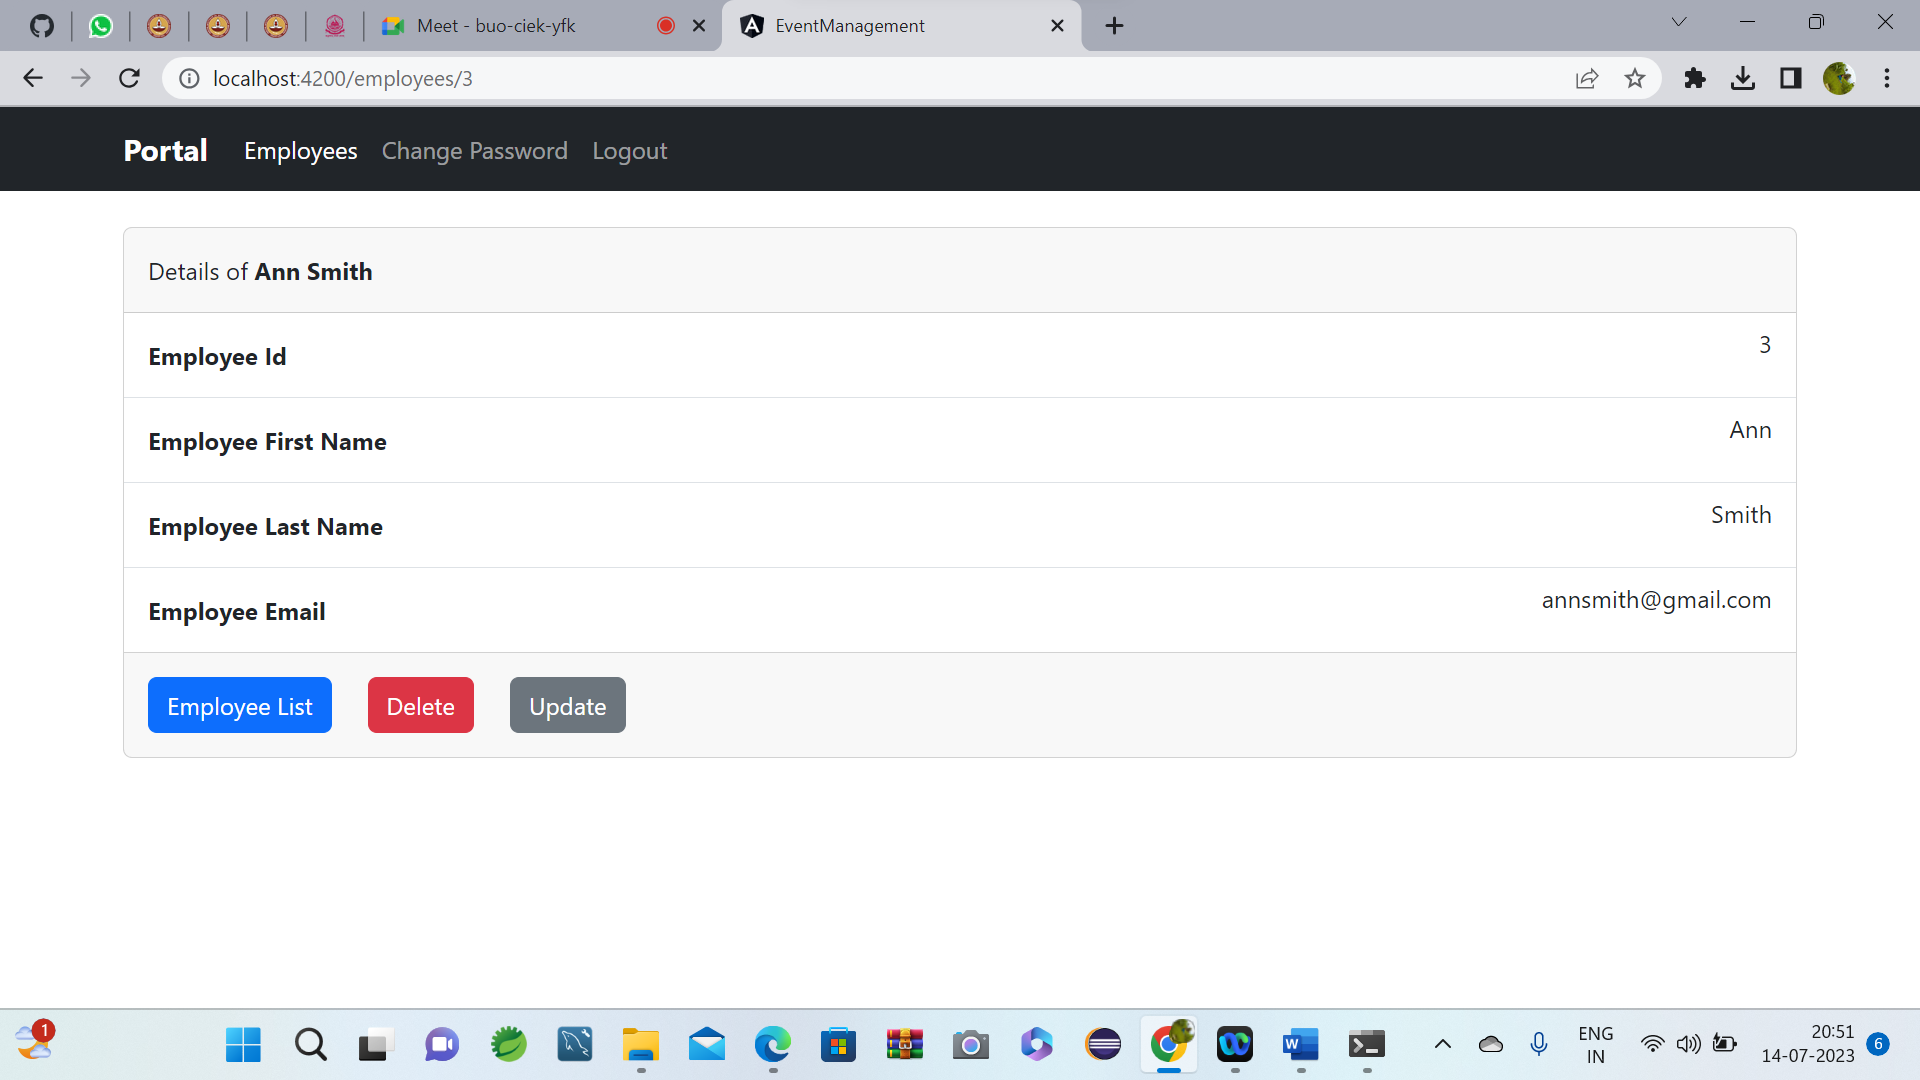 Meet - buo-ciek-yfk
EventManagement
localhost:4200/employees/3
Portal Employees Change Password Logout
Details of Ann Smith
Employee Id 3
Employee First Name Ann
Employee Last Name Smith
Employee Email annsmith@gmail.com
Employee List Delete Update
1
W
ENG
IN
20:51
14-07-2023
6